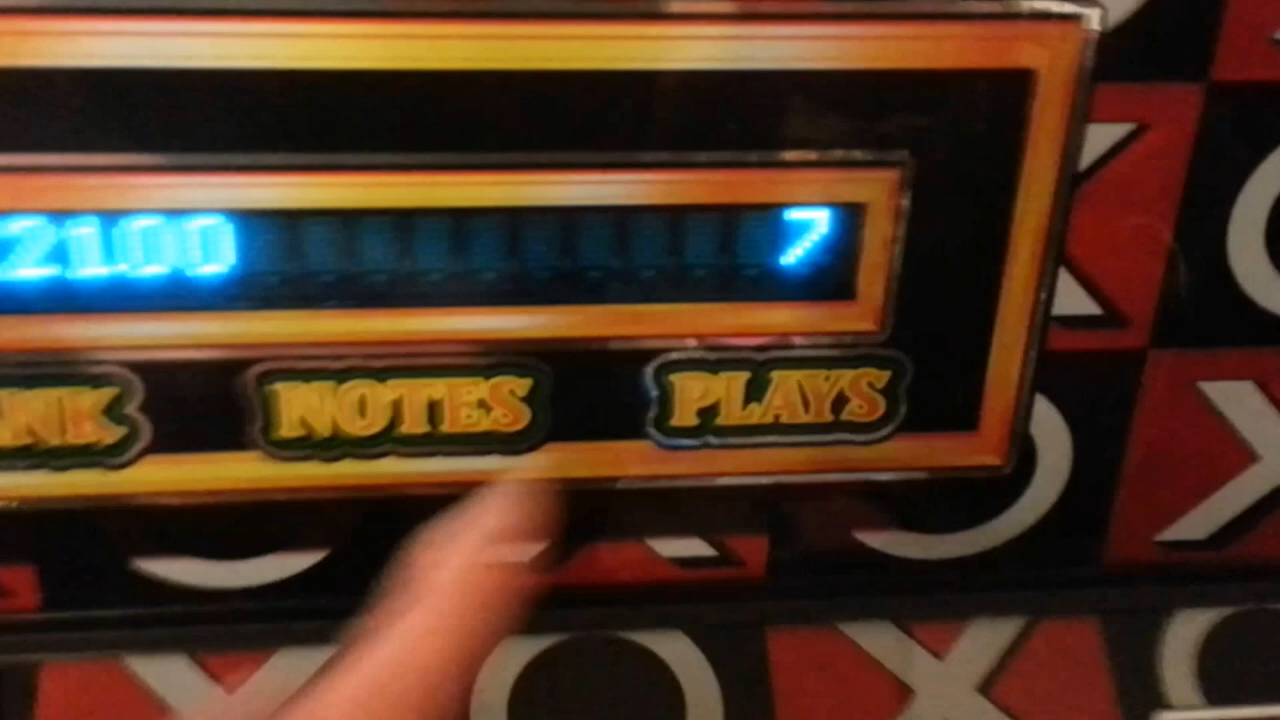 2100 7
NOTES PLAYS
X
O
X
O X O